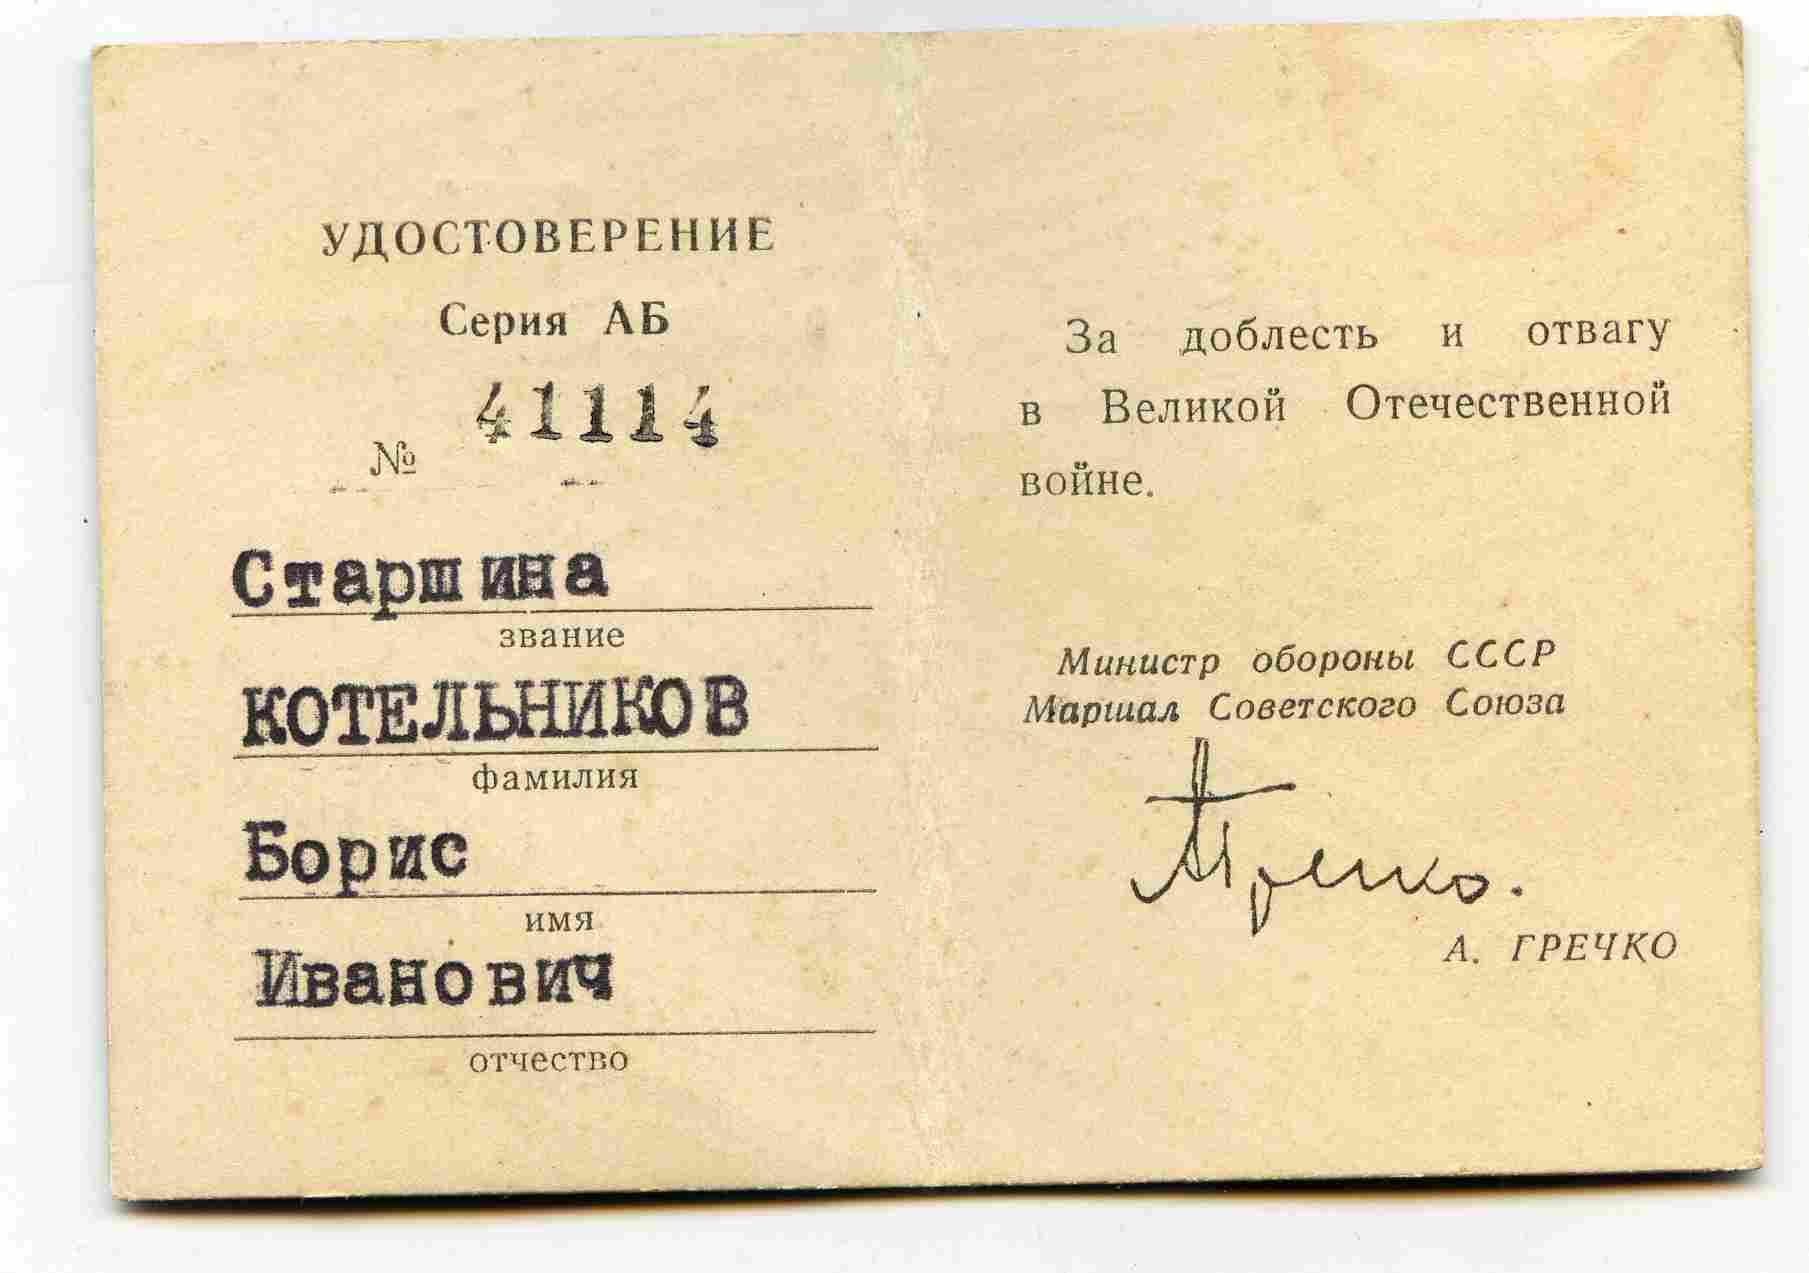 УДОСТОВЕРЕНИЕ
Серия АБ
№ 41114
Старшина
звание
КОТЕЛЬНИКОВ
фамилия
Борис
имя
Иванович
отчество
За доблесть и отвагу
в Великой Отечественной
войне.
Министр обороны СССР
Маршал Советского Союза
АГречко.
А. ГРЕЧКО